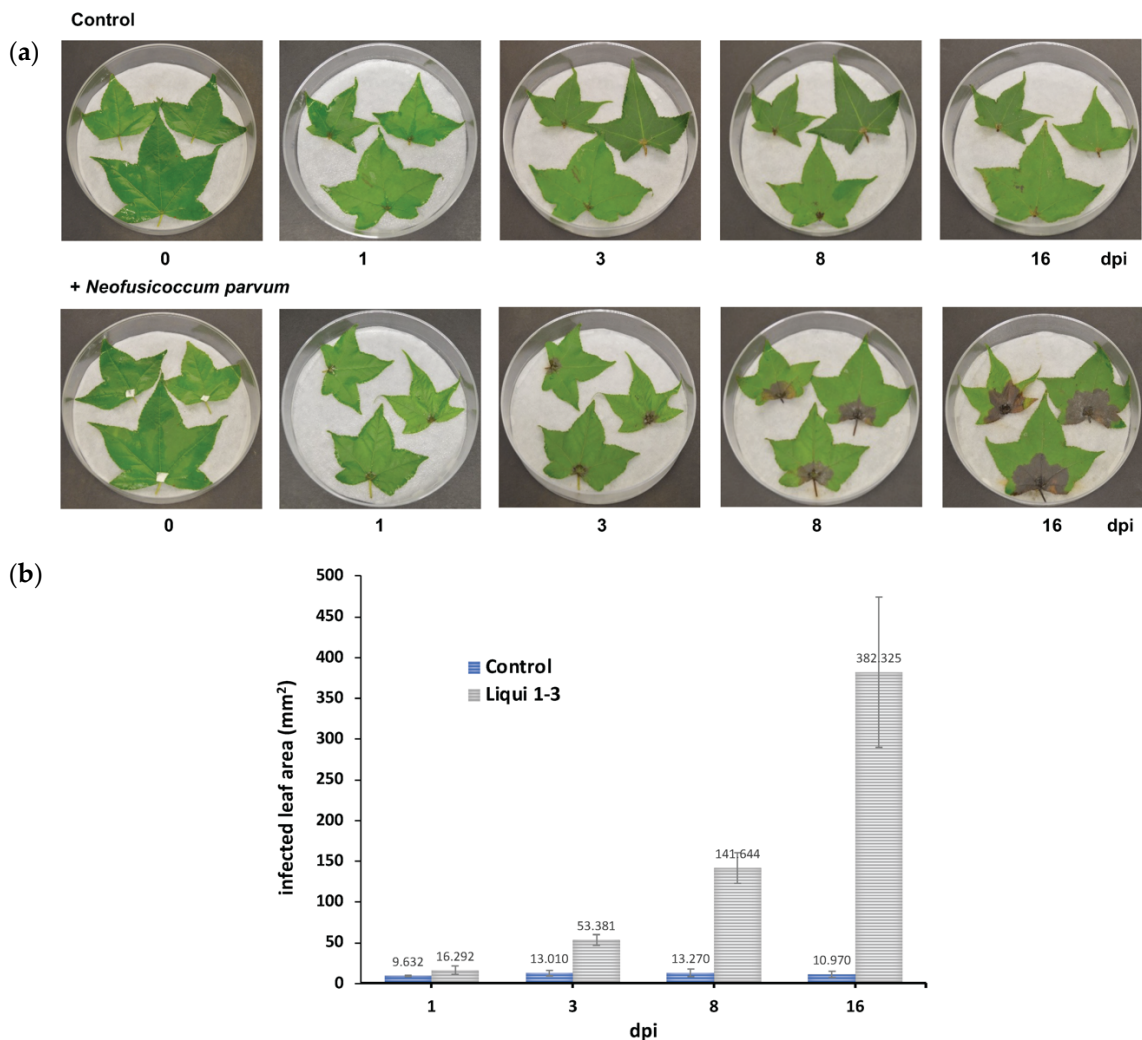 Control
(a)
0 1 3 8 16 dpi
+ Neofusicoccum parvum
0 1 3 8 16 dpi
(b)
500
450
400
350
300
250
200
150
100
50
0
infected leaf area (mm²)
Control
Liqui 1-3
9.632 16.292 13.010 53.381 13.270 141.644 10.970 382.325
1 3 8 16
dpi